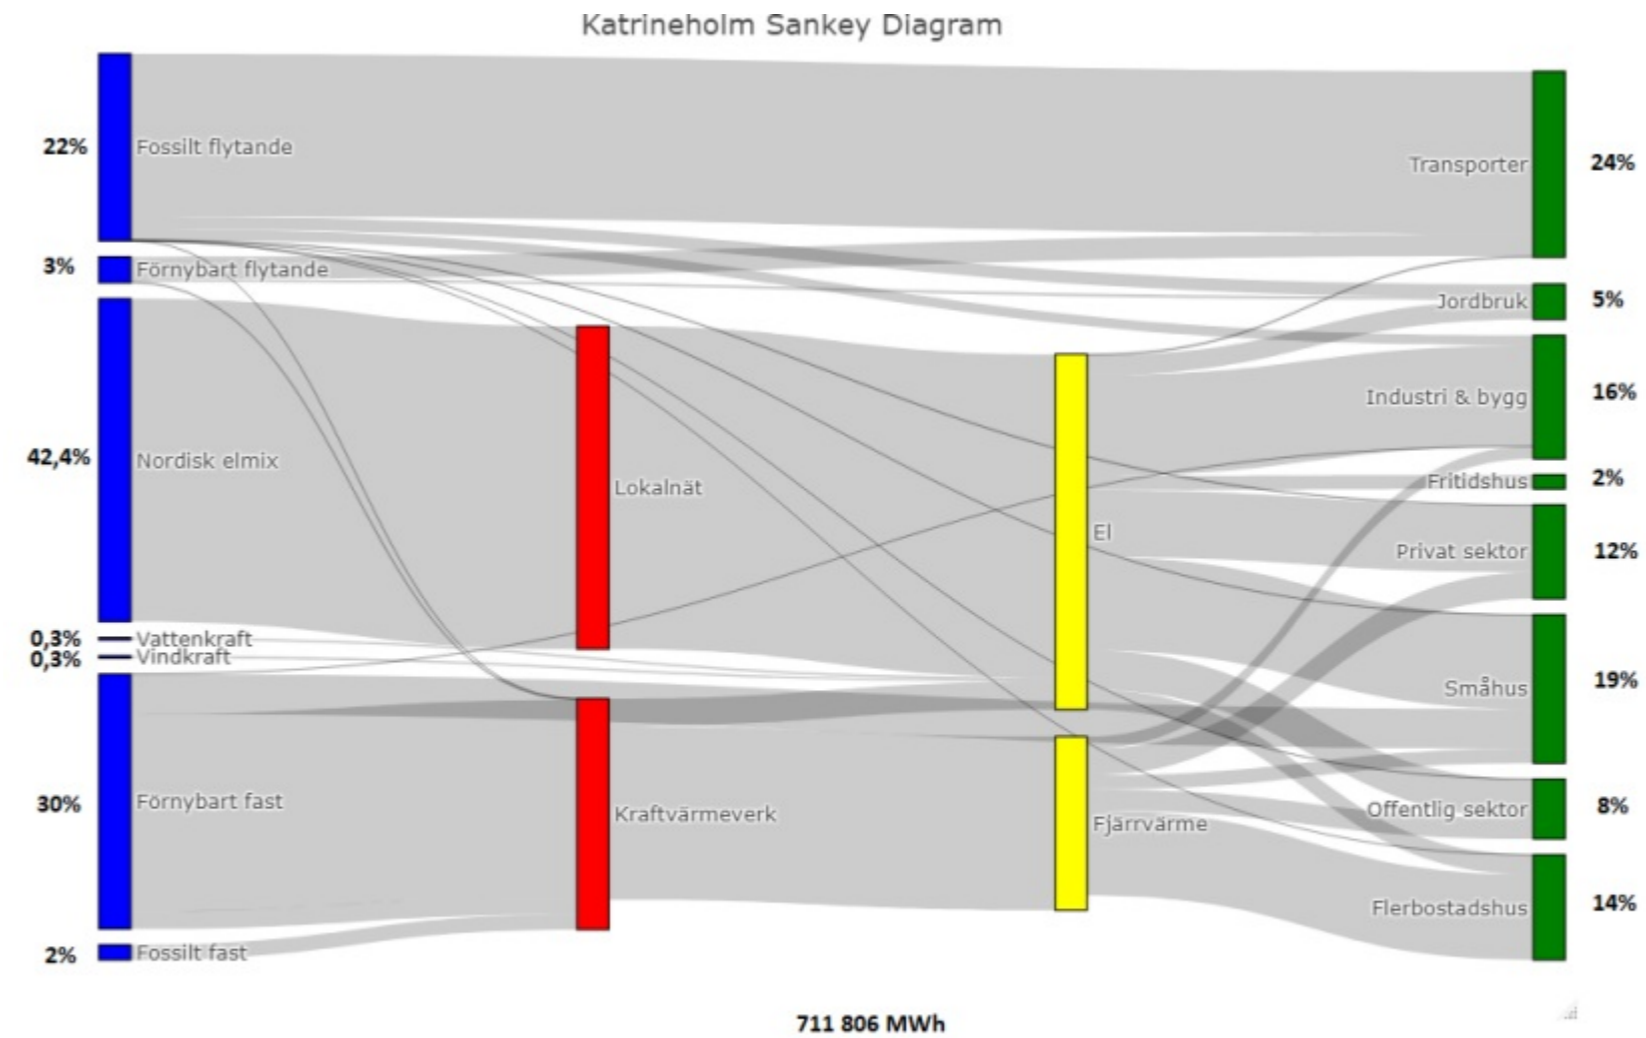 Katrineholm Sankey Diagram
22%
Fossilt flytande
Transporter
24%
3%
Förnybart flytande
Jordbruk
5%
Industri & bygg
16%
42,4%
Nordisk elmix
Lokalnät
Fritidshus
2%
El
Privat sektor
12%
0,3%
Vattenkraft
0,3%
Vindkraft
Småhus
19%
30%
Förnybart fast
Kraftvärmeverk
Fjärrvärme
Offentlig sektor
8%
Flerbostadshus
14%
2%
Fossilt fast
711 806 MWh